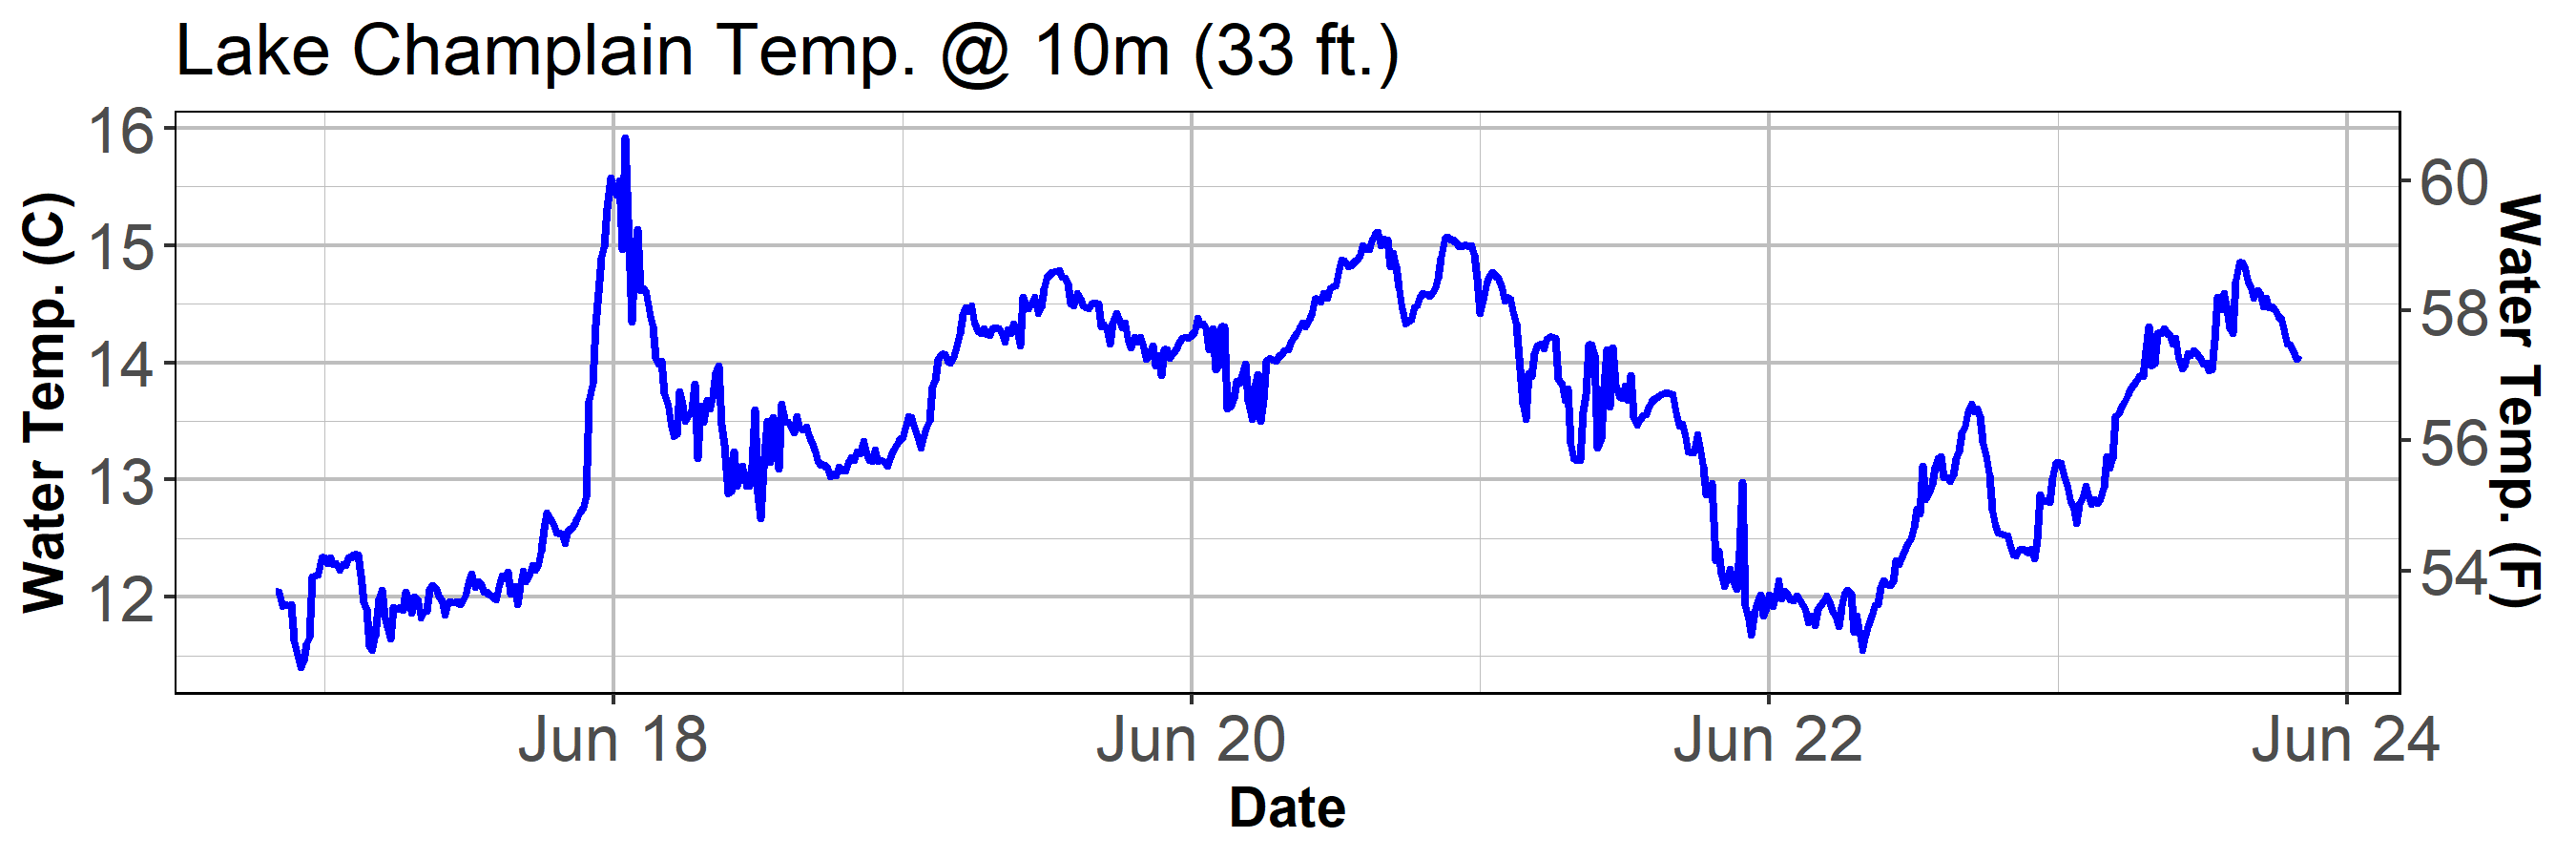 Lake Champlain Temp. @ 10m (33 ft.)
Water Temp. (C)
16
15
14
13
12
60
58
56
54
Water Temp. (F)
Jun 18
Jun 20
Jun 22
Jun 24
Date